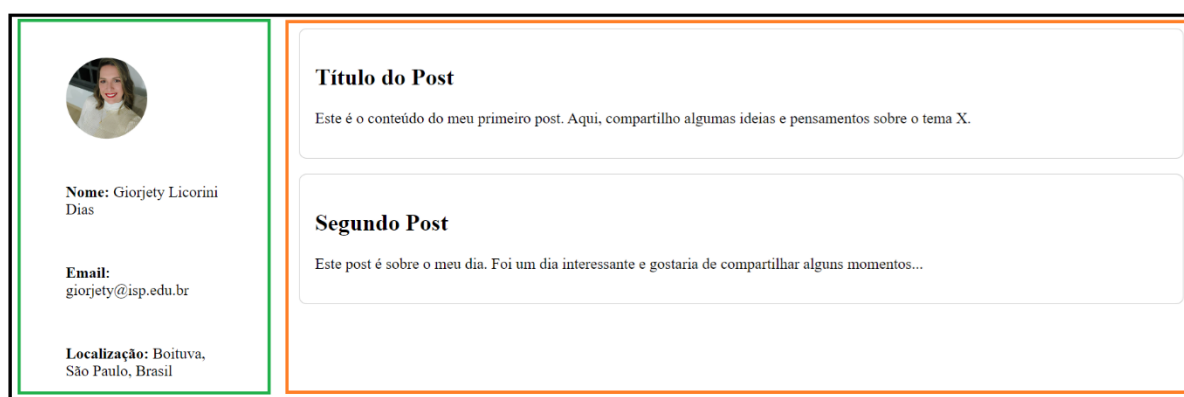 Nome: Giorjety Licorini
Dias
Email:
giorjety@isp.edu.br
Localização: Boituva,
São Paulo, Brasil
Título do Post
Este é o conteúdo do meu primeiro post. Aqui, compartilho algumas ideias e pensamentos sobre o tema X.
Segundo Post
Este post é sobre o meu dia. Foi um dia interessante e gostaria de compartilhar alguns momentos...